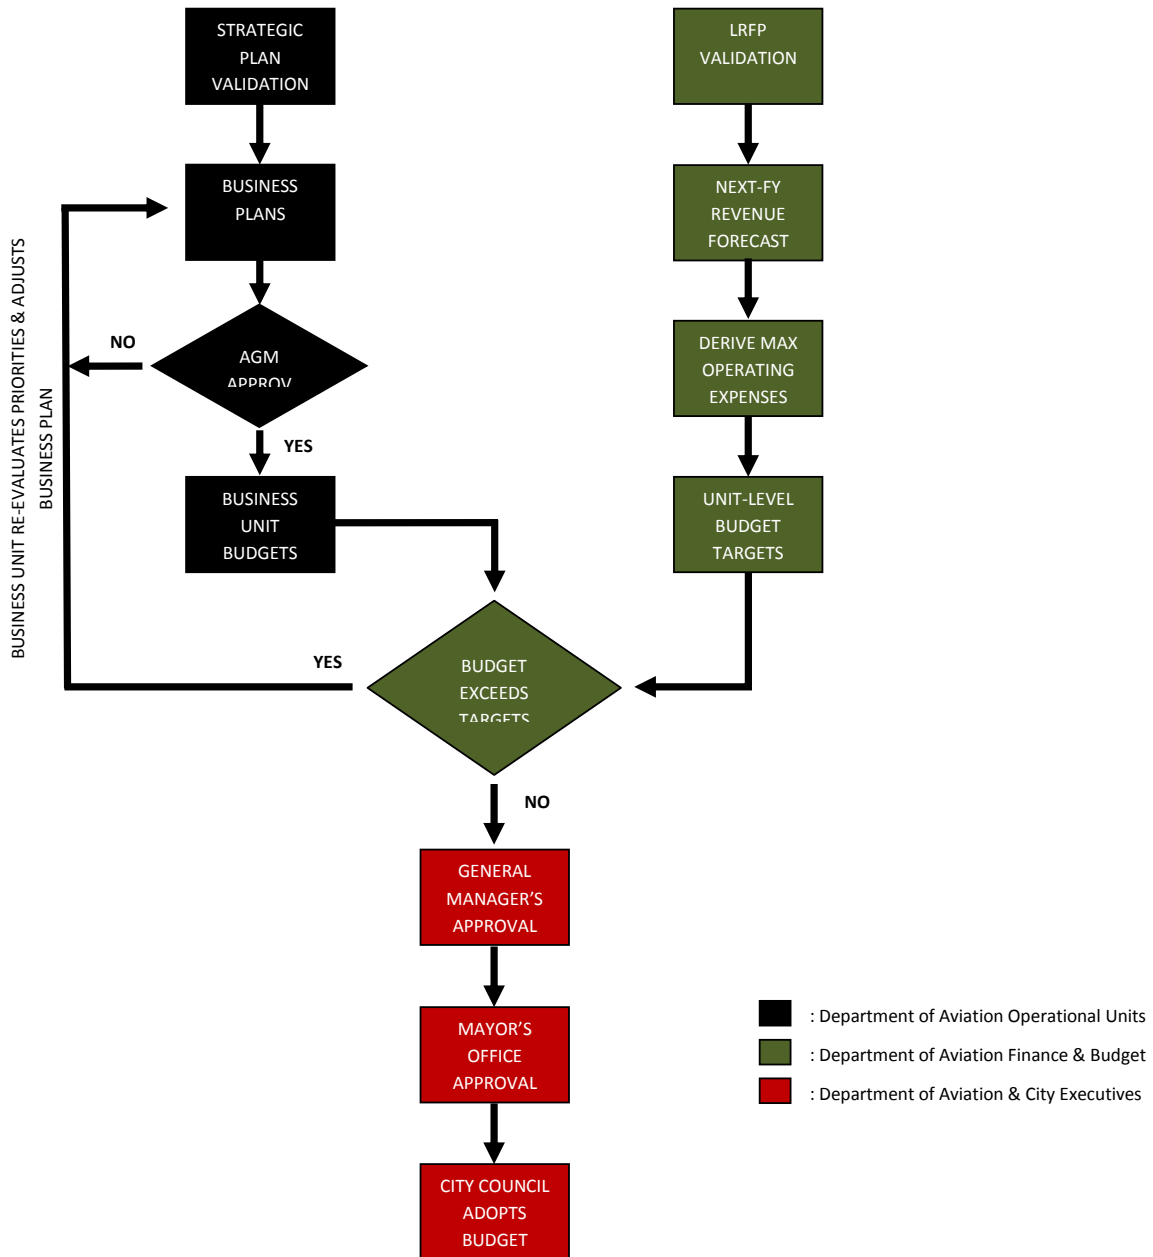 STRATEGIC
PLAN
VALIDATION
LRFP
VALIDATION
BUSINESS
PLANS
NEXT-FY
REVENUE
FORECAST
BUSINESS UNIT RE-EVALUATES PRIORITIES & ADJUSTS
BUSINESS PLAN
NO
AGM
APPROV
DERIVE MAX
OPERATING
EXPENSES
YES
BUSINESS
UNIT
BUDGETS
UNIT-LEVEL
BUDGET
TARGETS
YES
BUDGET
EXCEEDS
TARGETS
NO
GENERAL
MANAGER’S
APPROVAL
MAYOR’S
OFFICE
APPROVAL
CITY COUNCIL
ADOPTS
BUDGET
: Department of Aviation Operational Units
: Department of Aviation Finance & Budget
: Department of Aviation & City Executives